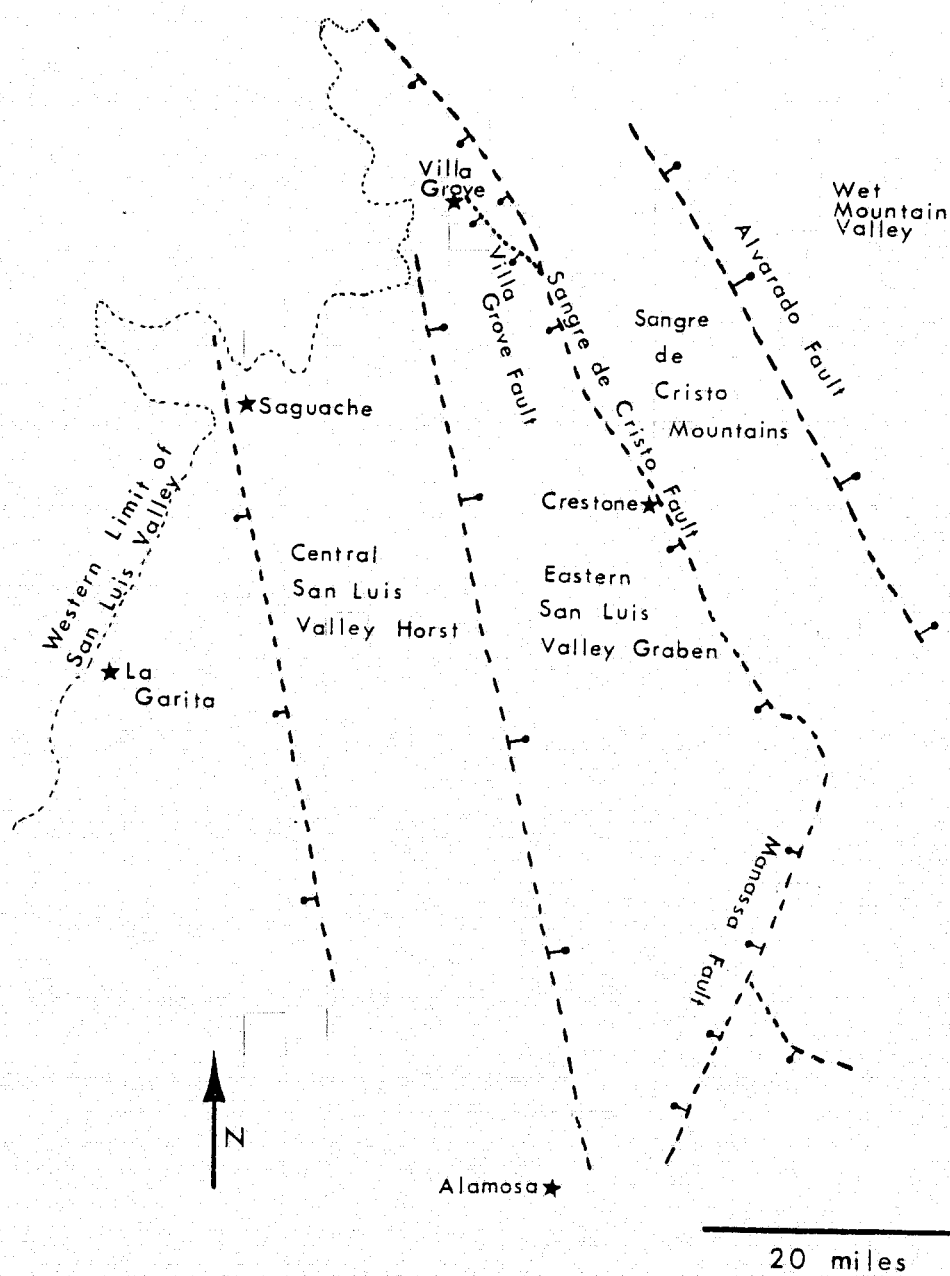 Villa
Grove
Wet
Mountain
Valley
Alvarado Fault
Villa
Grove Fault
Sangre de Cristo Fault
Sangre
de
Cristo
Mountains
Saguache
Western Limit of
San Luis Valley
Crestone
Central
San Luis
Valley Horst
Eastern
San Luis
Valley Graben
La
Garita
Manassa Fault
N
Alamosa
20 miles